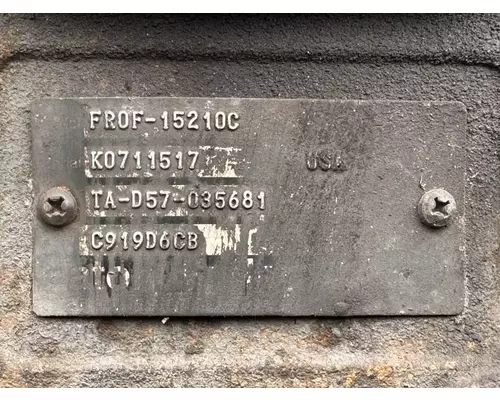 FROF-15210C
K0711517 USA
TA-D57-035681
C919D6CB